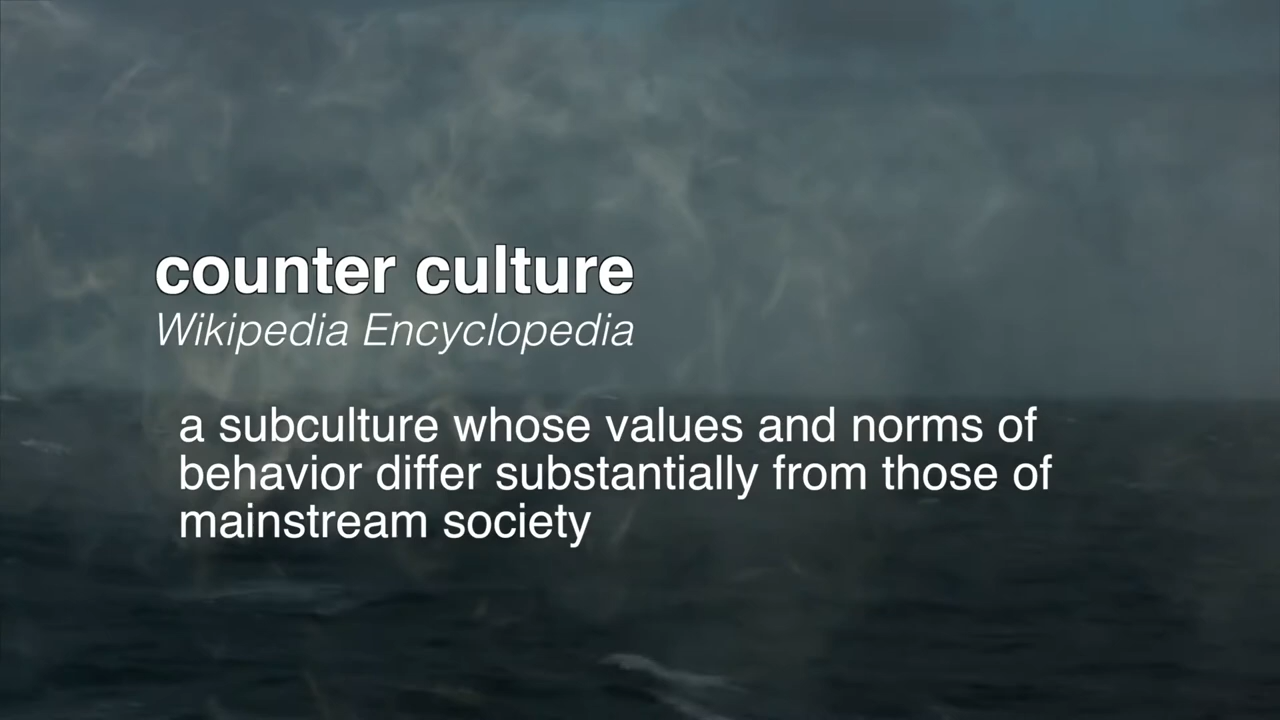 counter culture
Wikipedia Encyclopedia
a subculture whose values and norms of
behavior differ substantially from those of
mainstream society